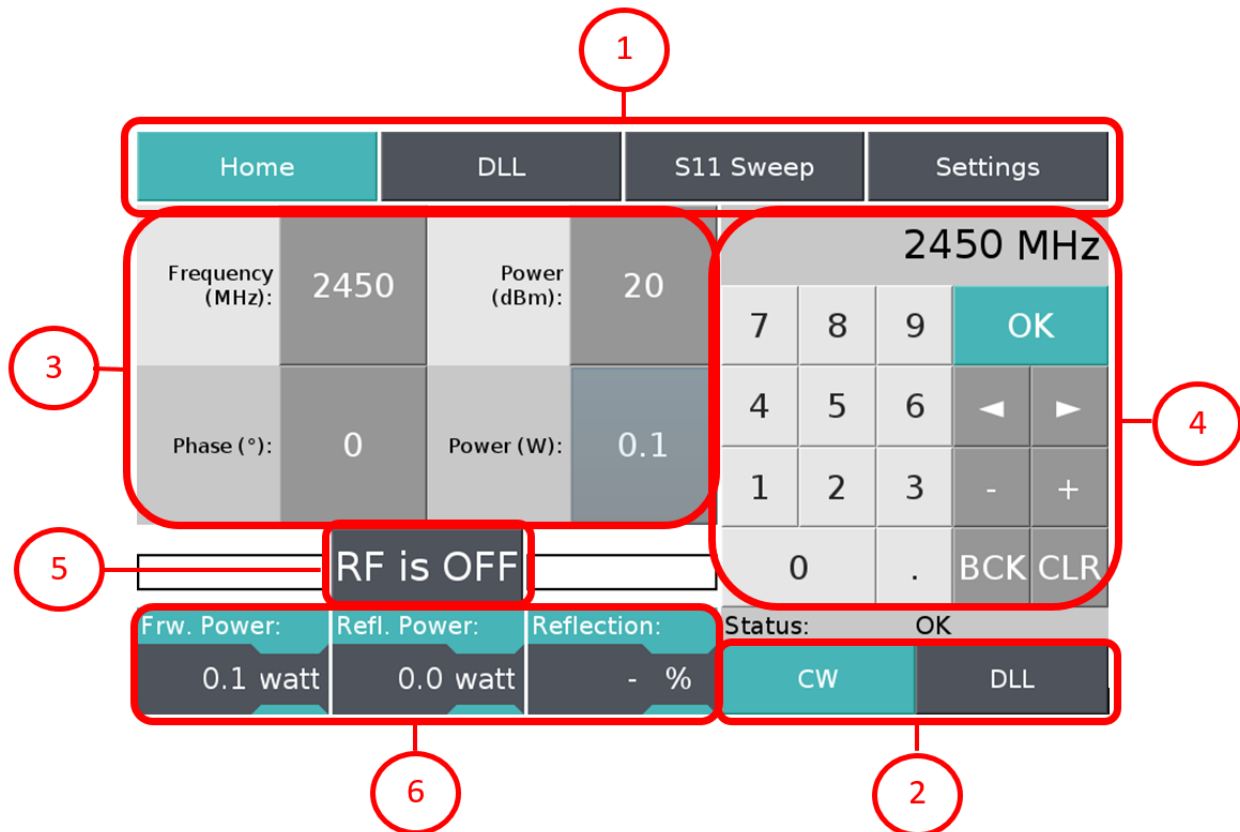 1
Home DLL S11 Sweep Settings
2450 MHz
Frequency (MHz): 2450 Power (dBm): 20
7 8 9 OK
3
4 5 6 ◄ ►
4
Phase (°): 0 Power (W): 0.1
1 2 3 - +
5
RF is OFF
0 . BCK CLR
Frw. Power: Refl. Power: Reflection: Status: OK
0.1 watt 0.0 watt - % CW DLL
6
2